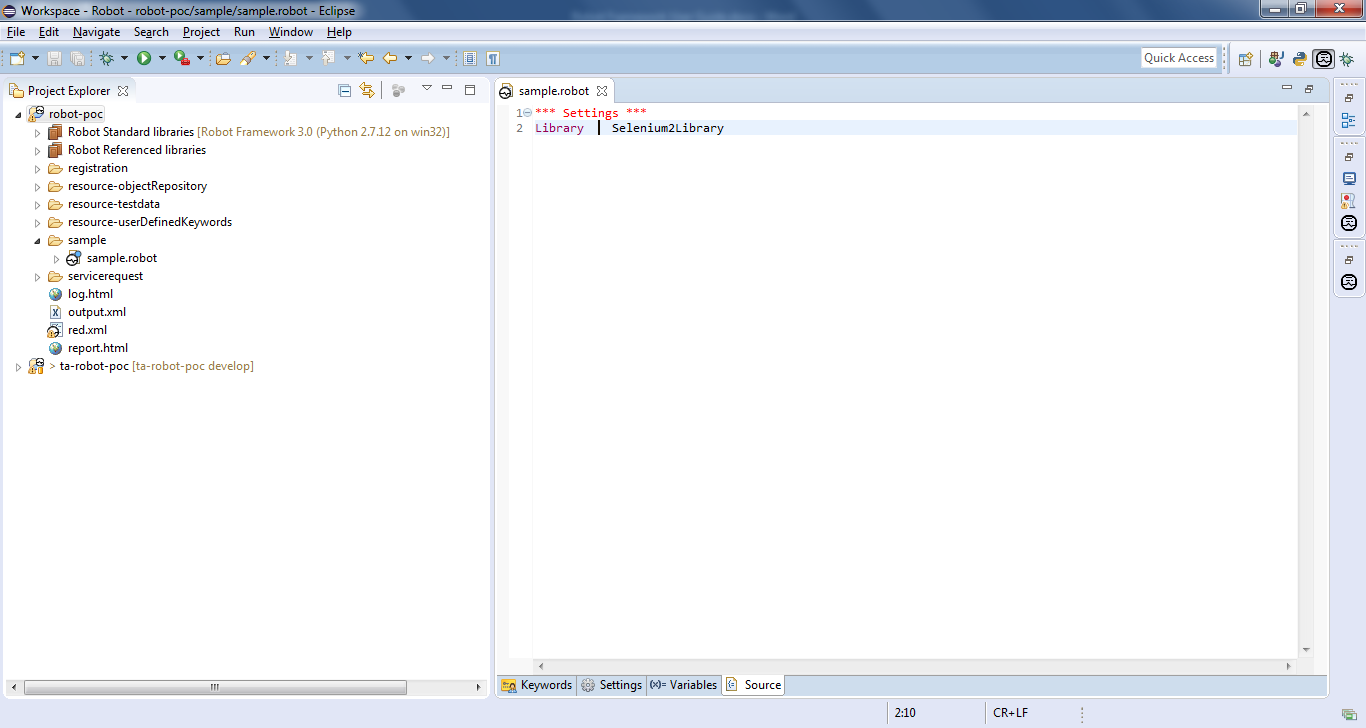 Workspace - Robot - robot-poc/sample/sample.robot - Eclipse
File Edit Navigate Search Project Run Window Help
Quick Access
Project Explorer
robot-poc
Robot Standard libraries [Robot Framework 3.0 (Python 2.7.12 on win32)]
Robot Referenced libraries
registration
resource-objectRepository
resource-testdata
resource-userDefinedKeywords
sample
sample.robot
servicerequest
log.html
output.xml
red.xml
report.html
> ta-robot-poc [ta-robot-poc develop]
sample.robot
1 *** Settings ***
2 Library Selenium2Library
Keywords Settings (x)= Variables Source
2:10 CR+LF